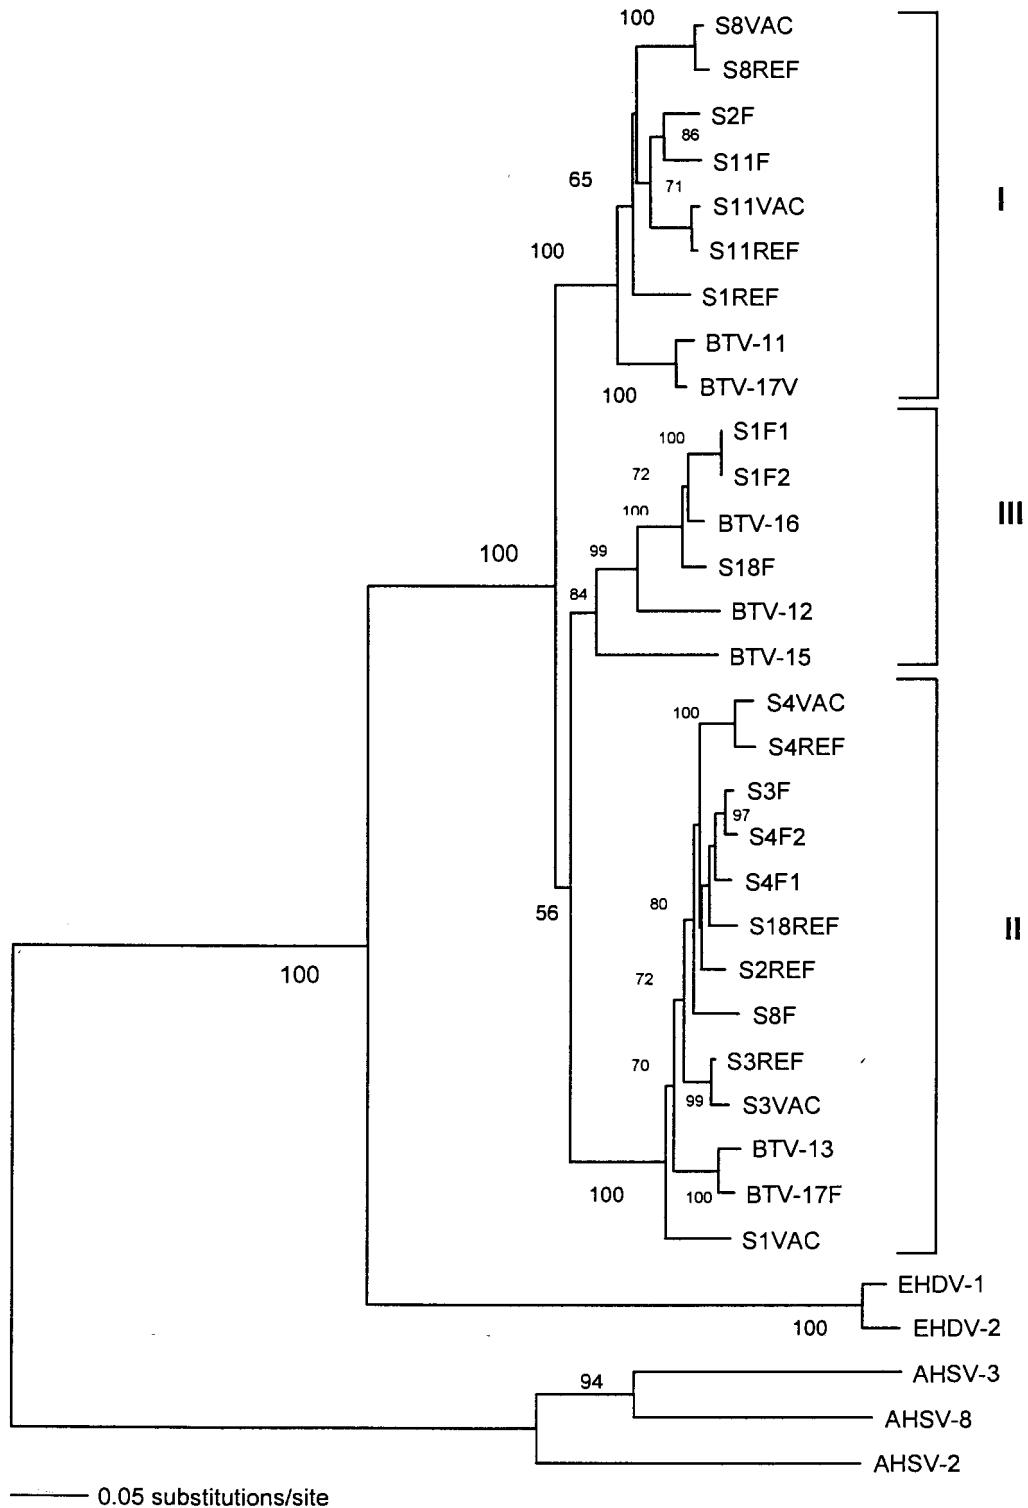 100
S8VAC
S8REF
S2F
86
S11F
65
71
S11VAC
I
100
S11REF
S1REF
BTV-11
100
BTV-17V
S1F1
100
72
S1F2
100
BTV-16
III
100
99
S18F
84
BTV-12
BTV-15
S4VAC
100
S4REF
S3F
97
S4F2
S4F1
56
80
S18REF
II
100
72
S2REF
S8F
70
S3REF
99
S3VAC
BTV-13
100
100
BTV-17F
S1VAC
EHDV-1
100
EHDV-2
94
AHSV-3
AHSV-8
AHSV-2
0.05 substitutions/site